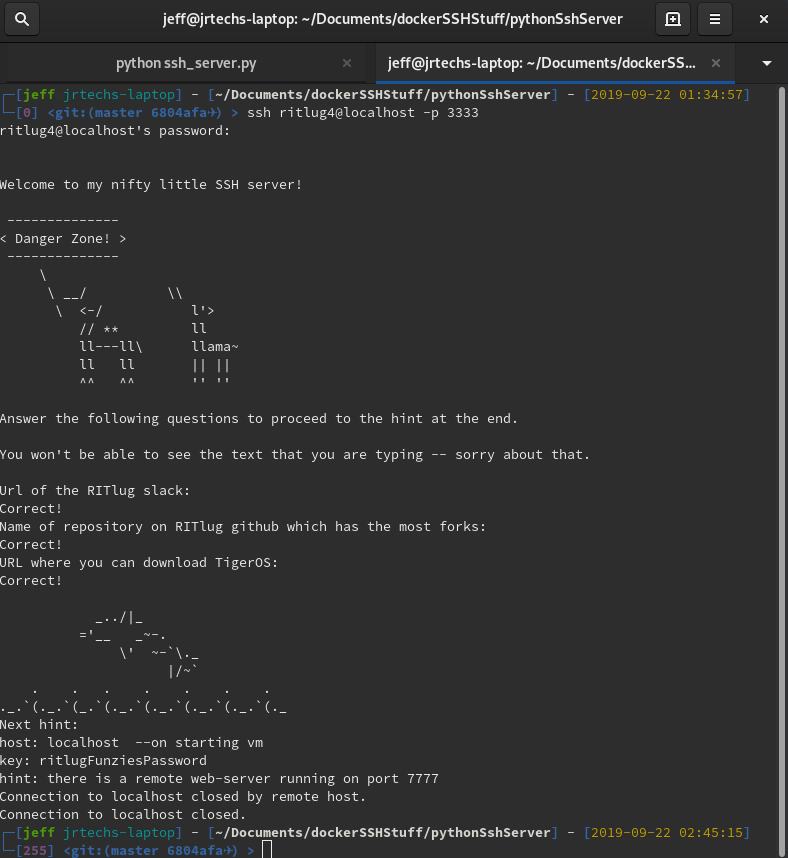 jeff@jrtechs-laptop: ~/Documents/dockerSSHStuff/pythonSshServer
python ssh_server.py
jeff@jrtechs-laptop: ~/Documents/dockerSS...
[jeff jrtechs-laptop] - [~/Documents/dockerSSHStuff/pythonSshServer] - [2019-09-22 01:34:57]
[0] <git:(master 6804afa✈) > ssh ritlug4@localhost -p 3333
ritlug4@localhost's password:
Welcome to my nifty little SSH server!
 --------------
< Danger Zone! >
 --------------
     \
      \ __/          \\
       \  <-/           l'>
          // **         ll
          ll---ll\      llama~
          ll   ll       || ||
          ^^   ^^       '' ''
Answer the following questions to proceed to the hint at the end.
You won't be able to see the text that you are typing -- sorry about that.
Url of the RITlug slack:
Correct!
Name of repository on RITlug github which has the most forks:
Correct!
URL where you can download TigerOS:
Correct!
            _../|_
          ='__   _~-.
               \'  ~-`\._
                     |/~`
    .    .   .    .    .    .    .
._.`(._.`(_.`(._.`(._.`(._.`(._.`(._
Next hint:
host: localhost  --on starting vm
key: ritlugFunziesPassword
hint: there is a remote web-server running on port 7777
Connection to localhost closed by remote host.
Connection to localhost closed.
[jeff jrtechs-laptop] - [~/Documents/dockerSSHStuff/pythonSshServer] - [2019-09-22 02:45:15]
[255] <git:(master 6804afa✈) >